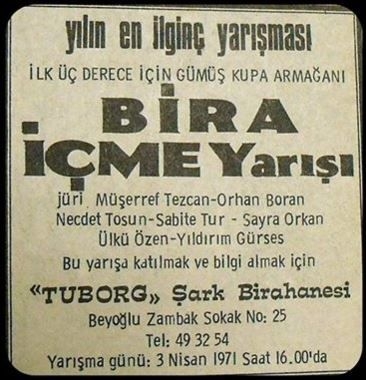 yılın en ilginç yarışması
İLK ÜÇ DERECE İÇİN GÜMÜŞ KUPA ARMAĞANI
BİRA
İÇME Yarışı
jüri Müşerref Tezcan-Orhan Boran
Necdet Tosun-Sabite Tur - Sayra Orkan
Ülkü Özen-Yıldırım Gürses
Bu yarışa katılmak ve bilgi almak için
«TUBORG» Şark Birahanesi
Beyoğlu Zambak Sokak No: 25
Tel: 49 32 54
Yarışma günü: 3 Nisan 1971 Saat 16.00'da